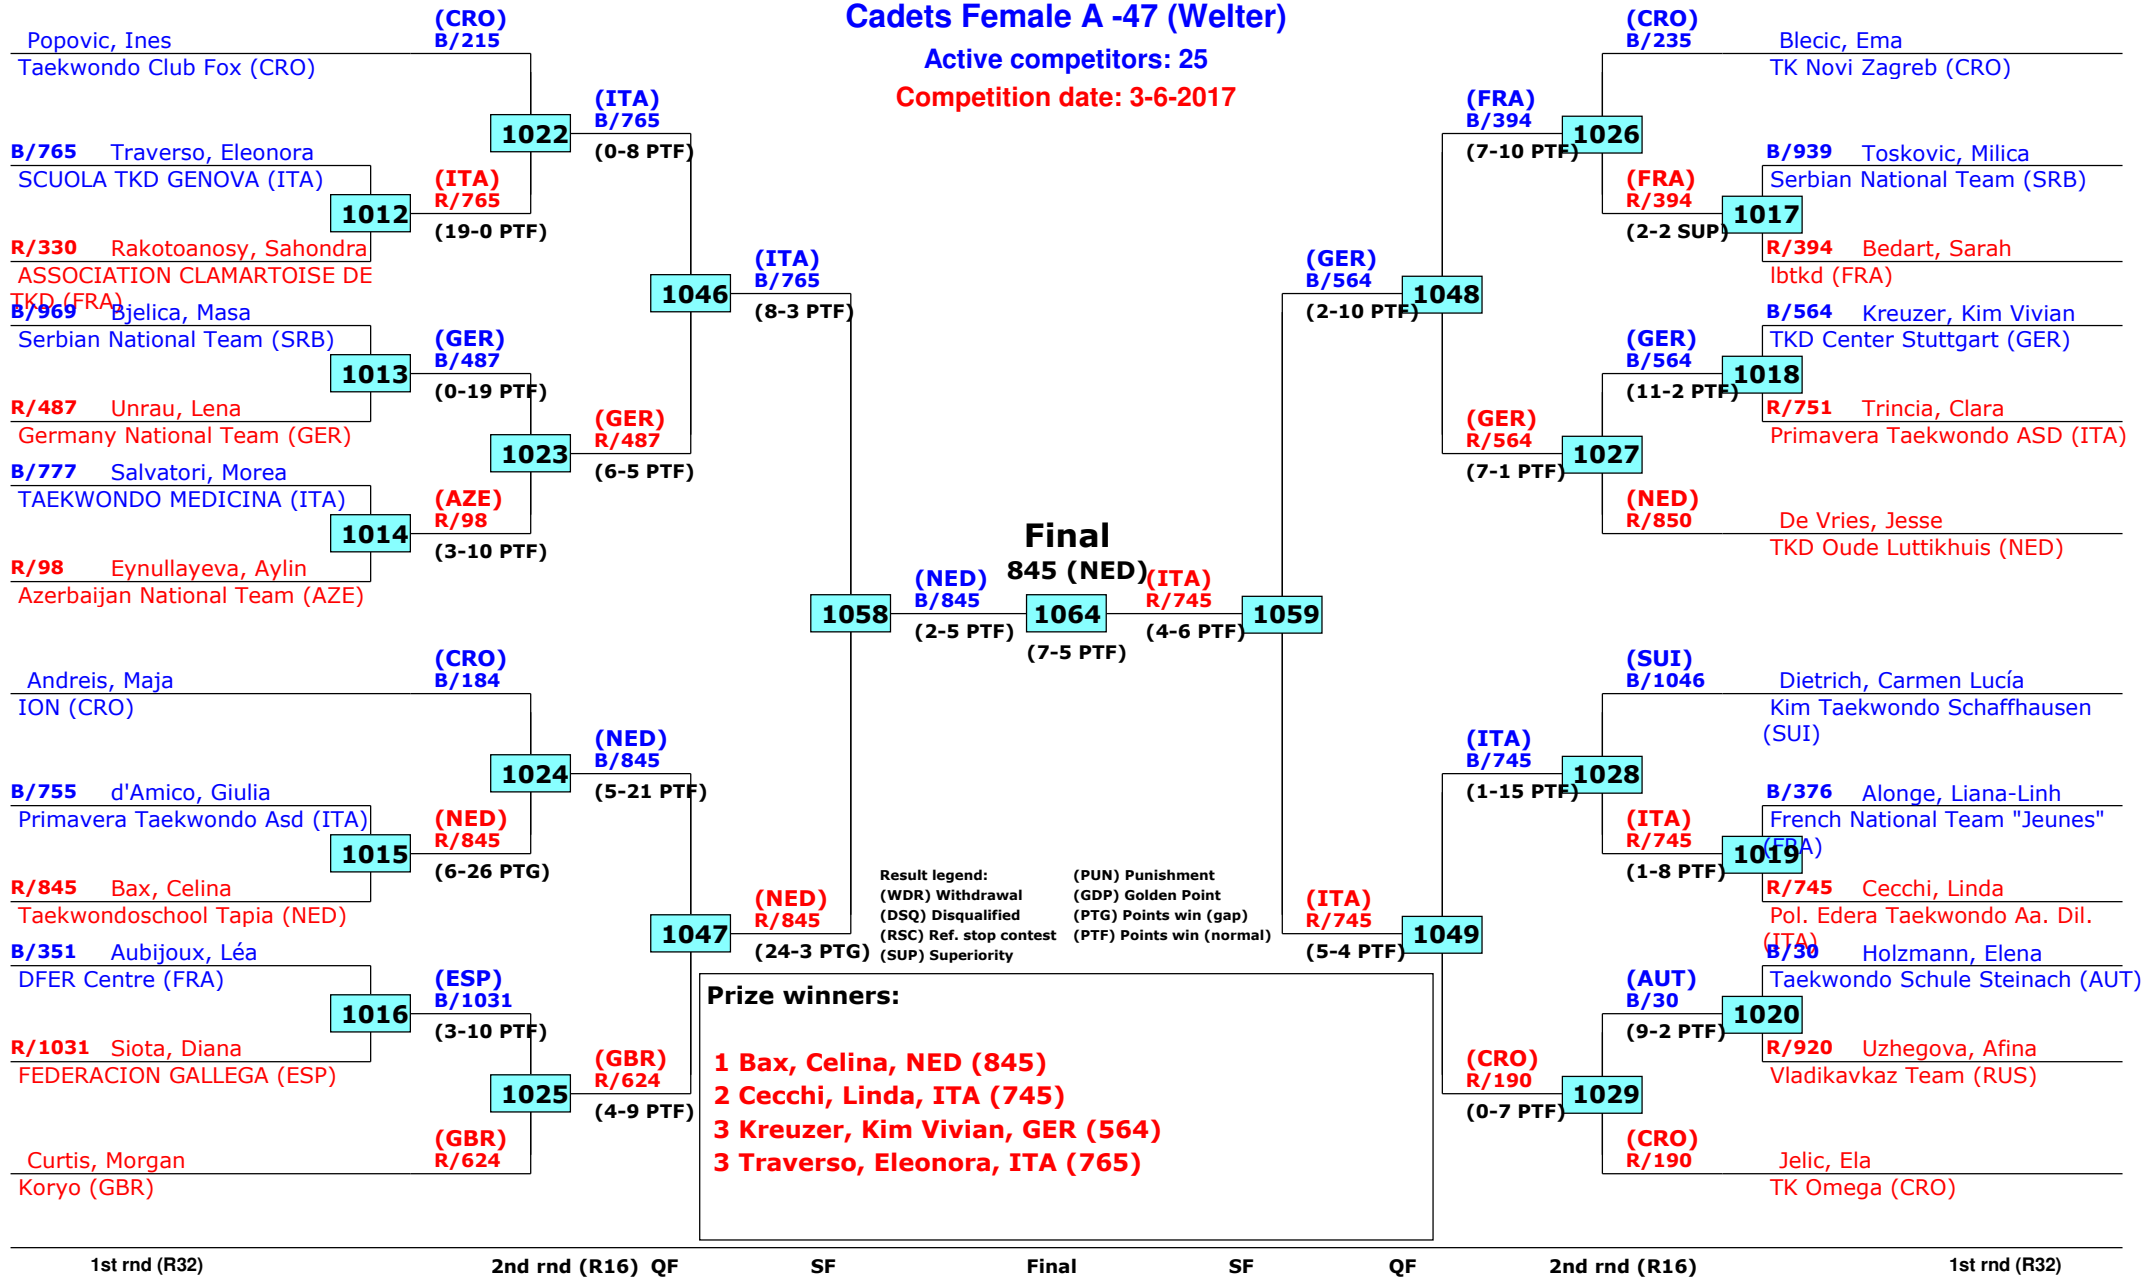 Cadets Female A -47 (Welter)
Active competitors: 25
Competition date: 3-6-2017
Popovic, Ines
Taekwondo Club Fox (CRO)
(CRO)
B/215
B/765 Traverso, Eleonora
SCUOLA TKD GENOVA (ITA)
1012
R/330 Rakotoanosy, Sahondra
ASSOCIATION CLAMARTOISE DE
TKD (FRA)
(ITA)
R/765
(19-0 PTF)
1022
(ITA)
B/765
(0-8 PTF)
B/969 Bjelica, Masa
Serbian National Team (SRB)
1013
R/487 Unrau, Lena
Germany National Team (GER)
(GER)
B/487
(0-19 PTF)
B/777 Salvatori, Morea
TAEKWONDO MEDICINA (ITA)
1014
R/98 Eynullayeva, Aylin
Azerbaijan National Team (AZE)
(AZE)
R/98
(3-10 PTF)
1023
(GER)
R/487
(6-5 PTF)
1046
(ITA)
B/765
(8-3 PTF)
Andreis, Maja
ION (CRO)
(CRO)
B/184
B/755 d'Amico, Giulia
Primavera Taekwondo Asd (ITA)
1015
R/845 Bax, Celina
Taekwondoschool Tapia (NED)
(NED)
R/845
(6-26 PTG)
1024
(NED)
B/845
(5-21 PTF)
B/351 Aubijoux, Léa
DFER Centre (FRA)
1016
R/1031 Siota, Diana
FEDERACION GALLEGA (ESP)
(ESP)
B/1031
(3-10 PTF)
Curtis, Morgan
Koryo (GBR)
(GBR)
R/624
1025
(GBR)
R/624
(4-9 PTF)
1047
(NED)
R/845
(24-3 PTG)
1058
(NED)
B/845
(2-5 PTF)
Final
845 (NED)
1064
(7-5 PTF)
(ITA)
R/745
(4-6 PTF)
1059
(GER)
B/564
(2-10 PTF)
1048
(FRA)
B/394
(7-10 PTF)
1026
(CRO)
B/235
Blecic, Ema
TK Novi Zagreb (CRO)
(FRA)
R/394
(2-2 SUP)
1017
B/939 Toskovic, Milica
Serbian National Team (SRB)
R/394 Bedart, Sarah
lbtkd (FRA)
(GER)
R/564
(7-1 PTF)
1027
(GER)
B/564
(11-2 PTF)
1018
B/564 Kreuzer, Kim Vivian
TKD Center Stuttgart (GER)
R/751 Trincia, Clara
Primavera Taekwondo ASD (ITA)
(NED)
R/850
De Vries, Jesse
TKD Oude Luttikhuis (NED)
(ITA)
R/745
(5-4 PTF)
1049
(ITA)
B/745
(1-15 PTF)
1028
(SUI)
B/1046
Dietrich, Carmen Lucía
Kim Taekwondo Schaffhausen
(SUI)
(ITA)
R/745
(1-8 PTF)
1019
B/376 Alonge, Liana-Linh
French National Team "Jeunes"
(FRA)
R/745 Cecchi, Linda
Pol. Edera Taekwondo Aa. Dil.
(ITA)
(CRO)
R/190
(0-7 PTF)
1029
(AUT)
B/30
(9-2 PTF)
1020
B/30 Holzmann, Elena
Taekwondo Schule Steinach (AUT)
R/920 Uzhegova, Afina
Vladikavkaz Team (RUS)
(CRO)
R/190
Jelic, Ela
TK Omega (CRO)
Result legend: (PUN) Punishment
(WDR) Withdrawal (GDP) Golden Point
(DSQ) Disqualified (PTG) Points win (gap)
(RSC) Ref. stop contest (PTF) Points win (normal)
(SUP) Superiority
Prize winners:
1 Bax, Celina, NED (845)
2 Cecchi, Linda, ITA (745)
3 Kreuzer, Kim Vivian, GER (564)
3 Traverso, Eleonora, ITA (765)
1st rnd (R32) 2nd rnd (R16) QF SF Final SF QF 2nd rnd (R16) 1st rnd (R32)